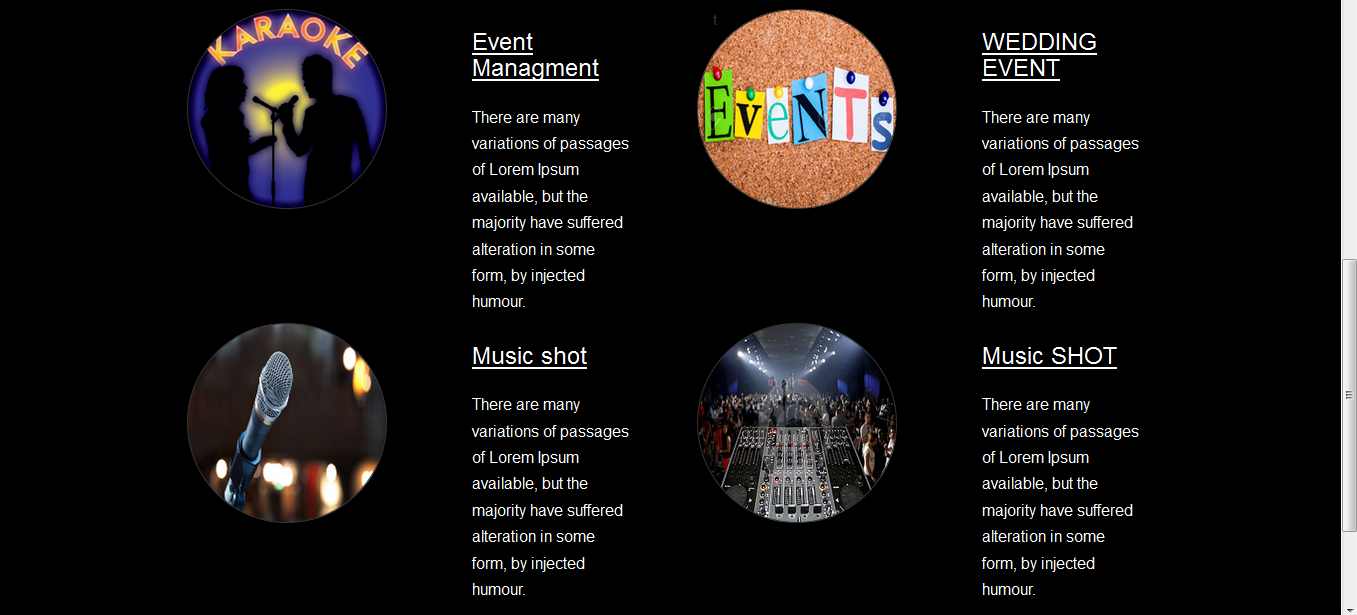 KARAOKE
Event
Managment
There are many
variations of passages
of Lorem Ipsum
available, but the
majority have suffered
alteration in some
form, by injected
humour.
t
EveNTs
WEDDING
EVENT
There are many
variations of passages
of Lorem Ipsum
available, but the
majority have suffered
alteration in some
form, by injected
humour.
Music shot
There are many
variations of passages
of Lorem Ipsum
available, but the
majority have suffered
alteration in some
form, by injected
humour.
Music SHOT
There are many
variations of passages
of Lorem Ipsum
available, but the
majority have suffered
alteration in some
form, by injected
humour.